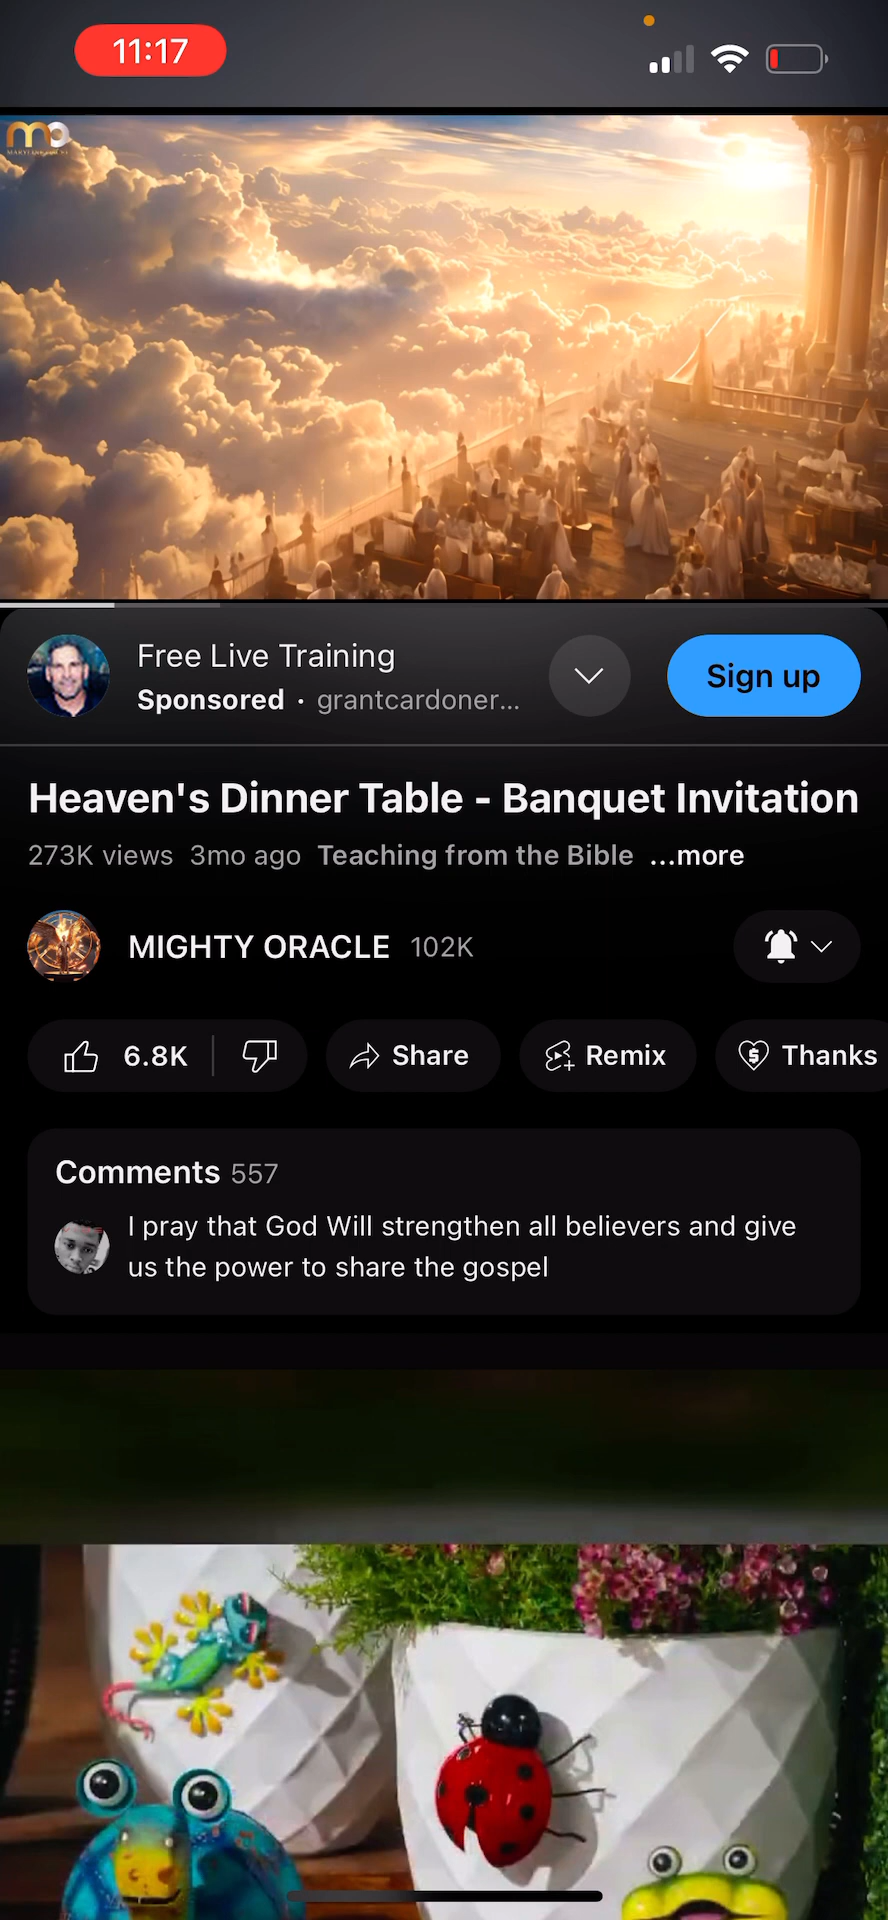 11:17
Free Live Training
Sponsored · grantcardoner...
Sign up
Heaven's Dinner Table - Banquet Invitation
273K views 3mo ago Teaching from the Bible ...more
MIGHTY ORACLE 102K
6.8K
Share
Remix
Thanks
Comments 557
I pray that God Will strengthen all believers and give
us the power to share the gospel